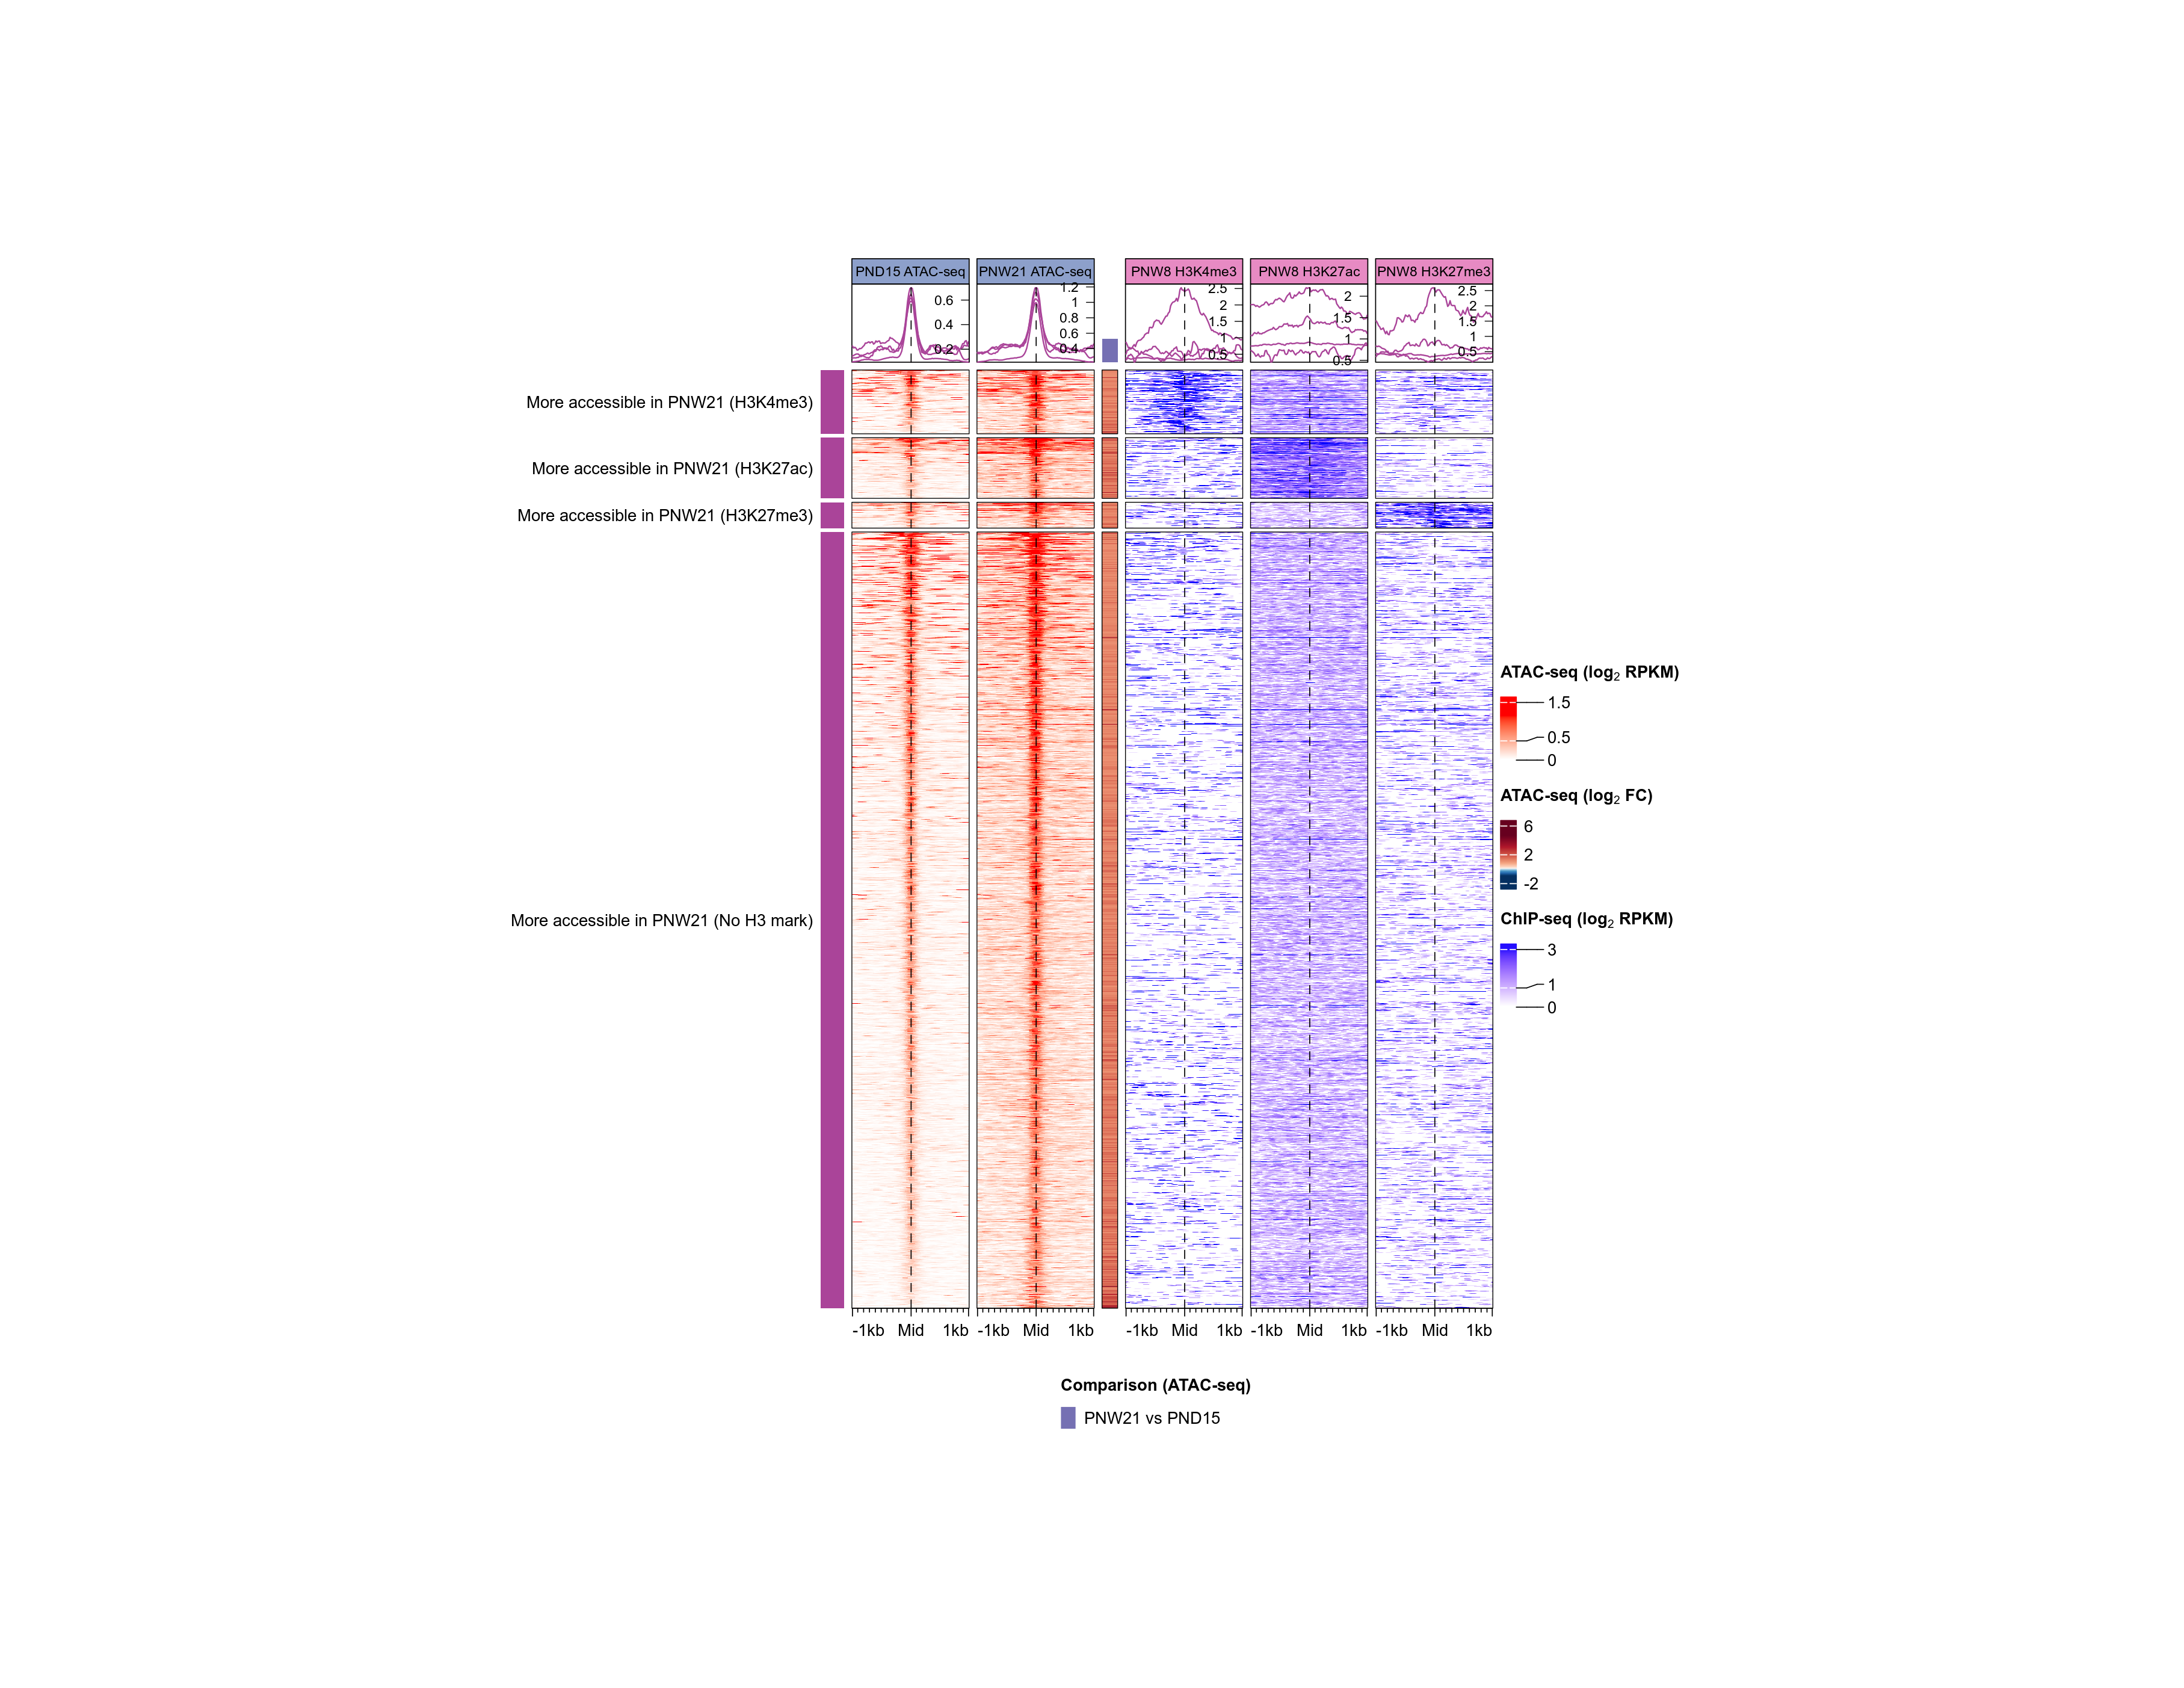 PND15 ATAC-seq
PNW21 ATAC-seq
PNW8 H3K4me3
PNW8 H3K27ac
PNW8 H3K27me3
0.6
0.4
0.2
1.2
1
0.8
0.6
0.4
2.5
2
1.5
1
0.5
2
1.5
1
0.5
2.5
2
1.5
1
0.5
More accessible in PNW21 (H3K4me3)
More accessible in PNW21 (H3K27ac)
More accessible in PNW21 (H3K27me3)
More accessible in PNW21 (No H3 mark)
ATAC-seq (log₂ RPKM)
1.5
0.5
0
ATAC-seq (log₂ FC)
6
2
-2
ChIP-seq (log₂ RPKM)
3
1
0
-1kb Mid 1kb
-1kb Mid 1kb
-1kb Mid 1kb
-1kb Mid 1kb
-1kb Mid 1kb
Comparison (ATAC-seq)
PNW21 vs PND15